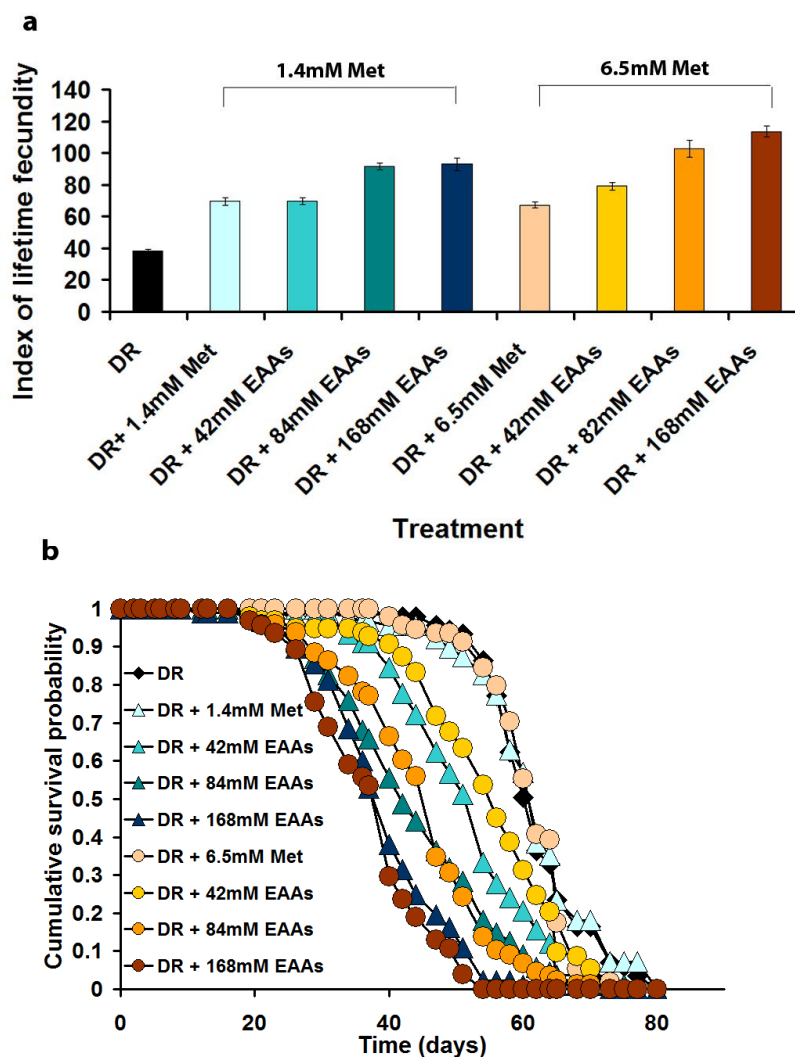 a
1.4mM Met
6.5mM Met
Index of lifetime fecundity
140
120
100
80
60
40
20
0
DR
DR+ 1.4mM Met
DR + 42mM EAAs
DR + 84mM EAAs
DR + 168mM EAAs
DR + 6.5mM Met
DR + 42mM EAAs
DR + 82mM EAAs
DR + 168mM EAAs
Treatment
b
Cumulative survival probability
1
0.9
0.8
0.7
0.6
0.5
0.4
0.3
0.2
0.1
0
DR
DR + 1.4mM Met
DR + 42mM EAAs
DR + 84mM EAAs
DR + 168mM EAAs
DR + 6.5mM Met
DR + 42mM EAAs
DR + 84mM EAAs
DR + 168mM EAAs
0 20 40 60 80
Time (days)